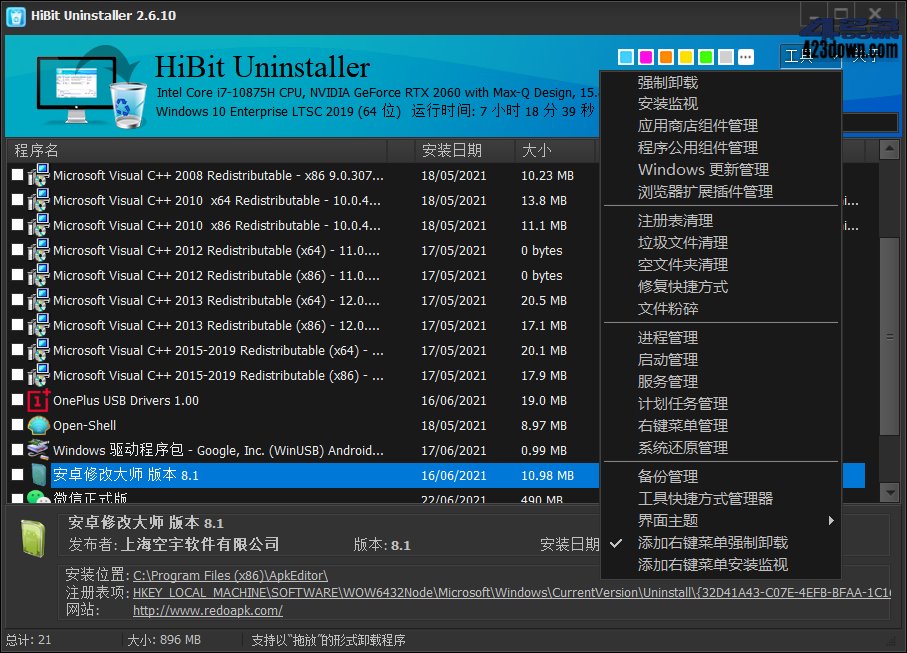 HiBit Uninstaller 2.6.10
423down.com
HiBit Uninstaller
工具
Intel Core i7-10875H CPU, NVIDIA GeForce RTX 2060 with Max-Q Design, 15.
Windows 10 Enterprise LTSC 2019 (64 位) 运行时间: 7 小时 18 分 39 秒
程序名 安装日期 大小
Microsoft Visual C++ 2008 Redistributable - x86 9.0.307... 18/05/2021 10.23 MB
Microsoft Visual C++ 2010 x64 Redistributable - 10.0.4... 18/05/2021 13.8 MB
Microsoft Visual C++ 2010 x86 Redistributable - 10.0.4... 18/05/2021 11.1 MB
Microsoft Visual C++ 2012 Redistributable (x64) - 11.0.... 17/05/2021 0 bytes
Microsoft Visual C++ 2012 Redistributable (x86) - 11.0.... 17/05/2021 0 bytes
Microsoft Visual C++ 2013 Redistributable (x64) - 12.0.... 17/05/2021 20.5 MB
Microsoft Visual C++ 2013 Redistributable (x86) - 12.0.... 17/05/2021 17.1 MB
Microsoft Visual C++ 2015-2019 Redistributable (x64) - ... 17/05/2021 20.1 MB
Microsoft Visual C++ 2015-2019 Redistributable (x86) - ... 17/05/2021 17.9 MB
OnePlus USB Drivers 1.00 16/06/2021 19.0 MB
Open-Shell 18/05/2021 8.97 MB
Windows 驱动程序包 - Google, Inc. (WinUSB) Android... 17/06/2021 0.99 MB
安卓修改大师 版本 8.1 16/06/2021 10.98 MB
微信正式版 22/06/2021 490 MB
强制卸载
安装监视
应用商店组件管理
程序公用组件管理
Windows 更新管理
浏览器扩展插件管理
注册表清理
垃圾文件清理
空文件夹清理
修复快捷方式
文件粉碎
进程管理
启动管理
服务管理
计划任务管理
右键菜单管理
系统还原管理
备份管理
工具快捷方式管理器
界面主题
添加右键菜单强制卸载
添加右键菜单安装监视
安卓修改大师 版本 8.1
发布者: 上海空宇软件有限公司 版本: 8.1 安装日期
安装位置: C:\Program Files (x86)\ApkEditor\
注册表项: HKEY_LOCAL_MACHINE\SOFTWARE\WOW6432Node\Microsoft\Windows\CurrentVersion\Uninstall\{32D41A43-C07E-4EFB-BFAA-1C16
网站: http://www.redoapk.com/
总计: 21 大小: 896 MB 支持以“拖放”的形式卸载程序